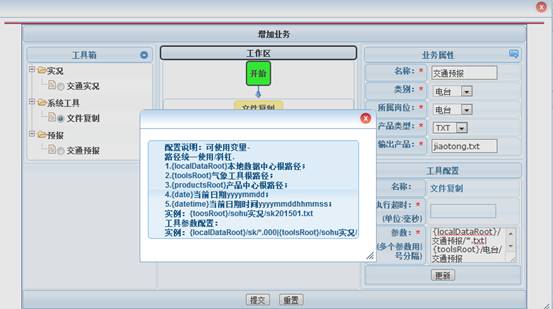 增加业务
工具箱
实况
交通实况
系统工具
文件复制
预报
交通预报
工作区
开始
文件复制
配置说明：可使用变量-
路径统一使用/斜杠.
1.{localDataRoot}本地数据中心根路径;
2.{toolsRoot}气象工具根路径;
3.{productsRoot}产品中心根路径;
4.{date}当前日期yyyymmdd;
5.{datetime}当前日期时间yyyymmddhhmmss;
实例：{toosRoot}/sohu实况/sk201501.txt
工具参数配置：
实例：{localDataRoot}/sk/*.000|{toolsRoot}/sohu实况/
业务属性
名称：* 交通预报
类别：* 电台
所属岗位：* 电台
产品类型：* TXT
输出产品：* jiaotong.txt
工具配置
名称： 文件复制
执行超时：*
(单位:毫秒)
参数：*
(多个参数用|
号分隔)
{localDataRoot}/
交通预报/*.txt|
{toolsRoot}/电台/
交通预报
更新
提交 重置